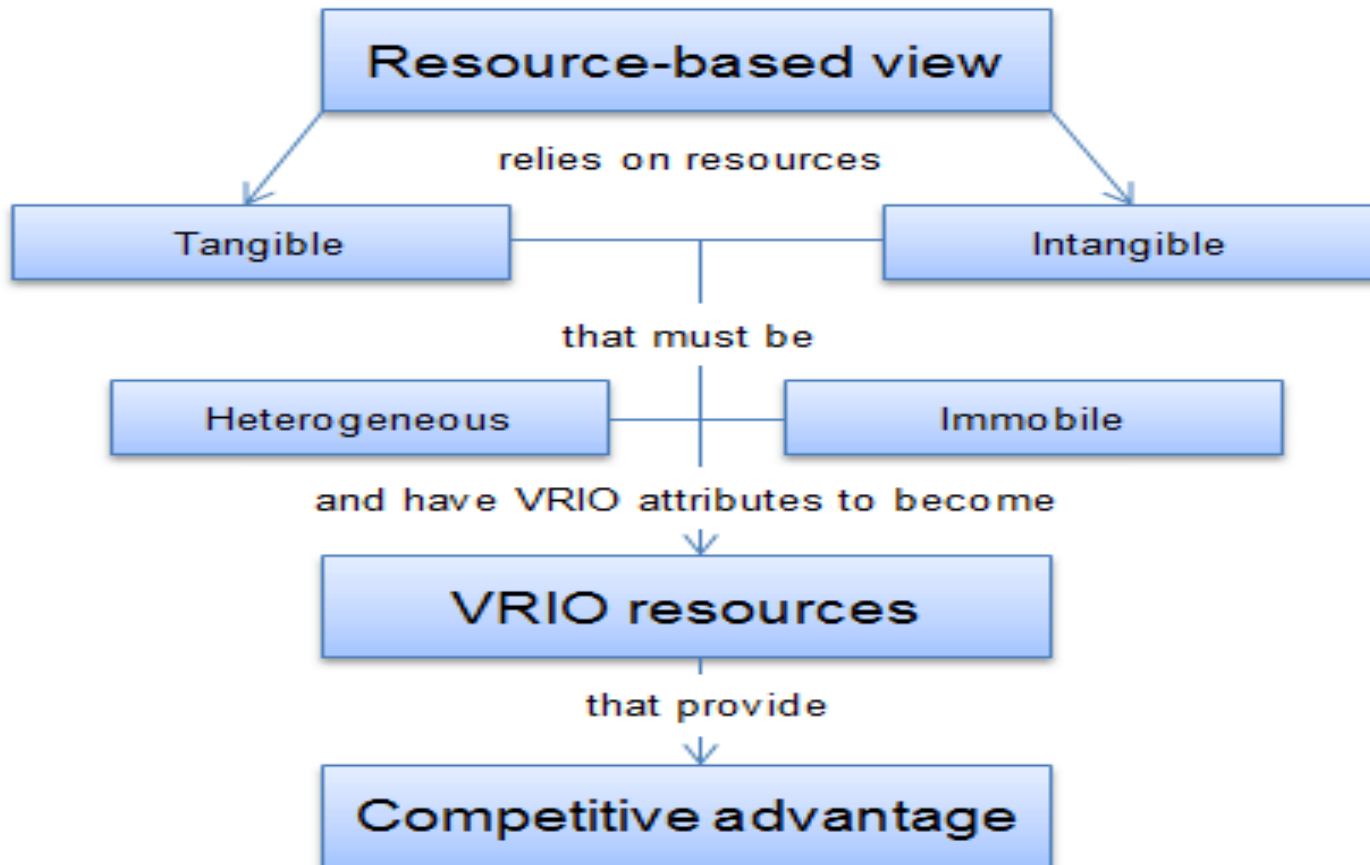 Resource-based view
relies on resources
Tangible
Intangible
that must be
Heterogeneous
Immobile
and have VRIO attributes to become
VRIO resources
that provide
Competitive advantage